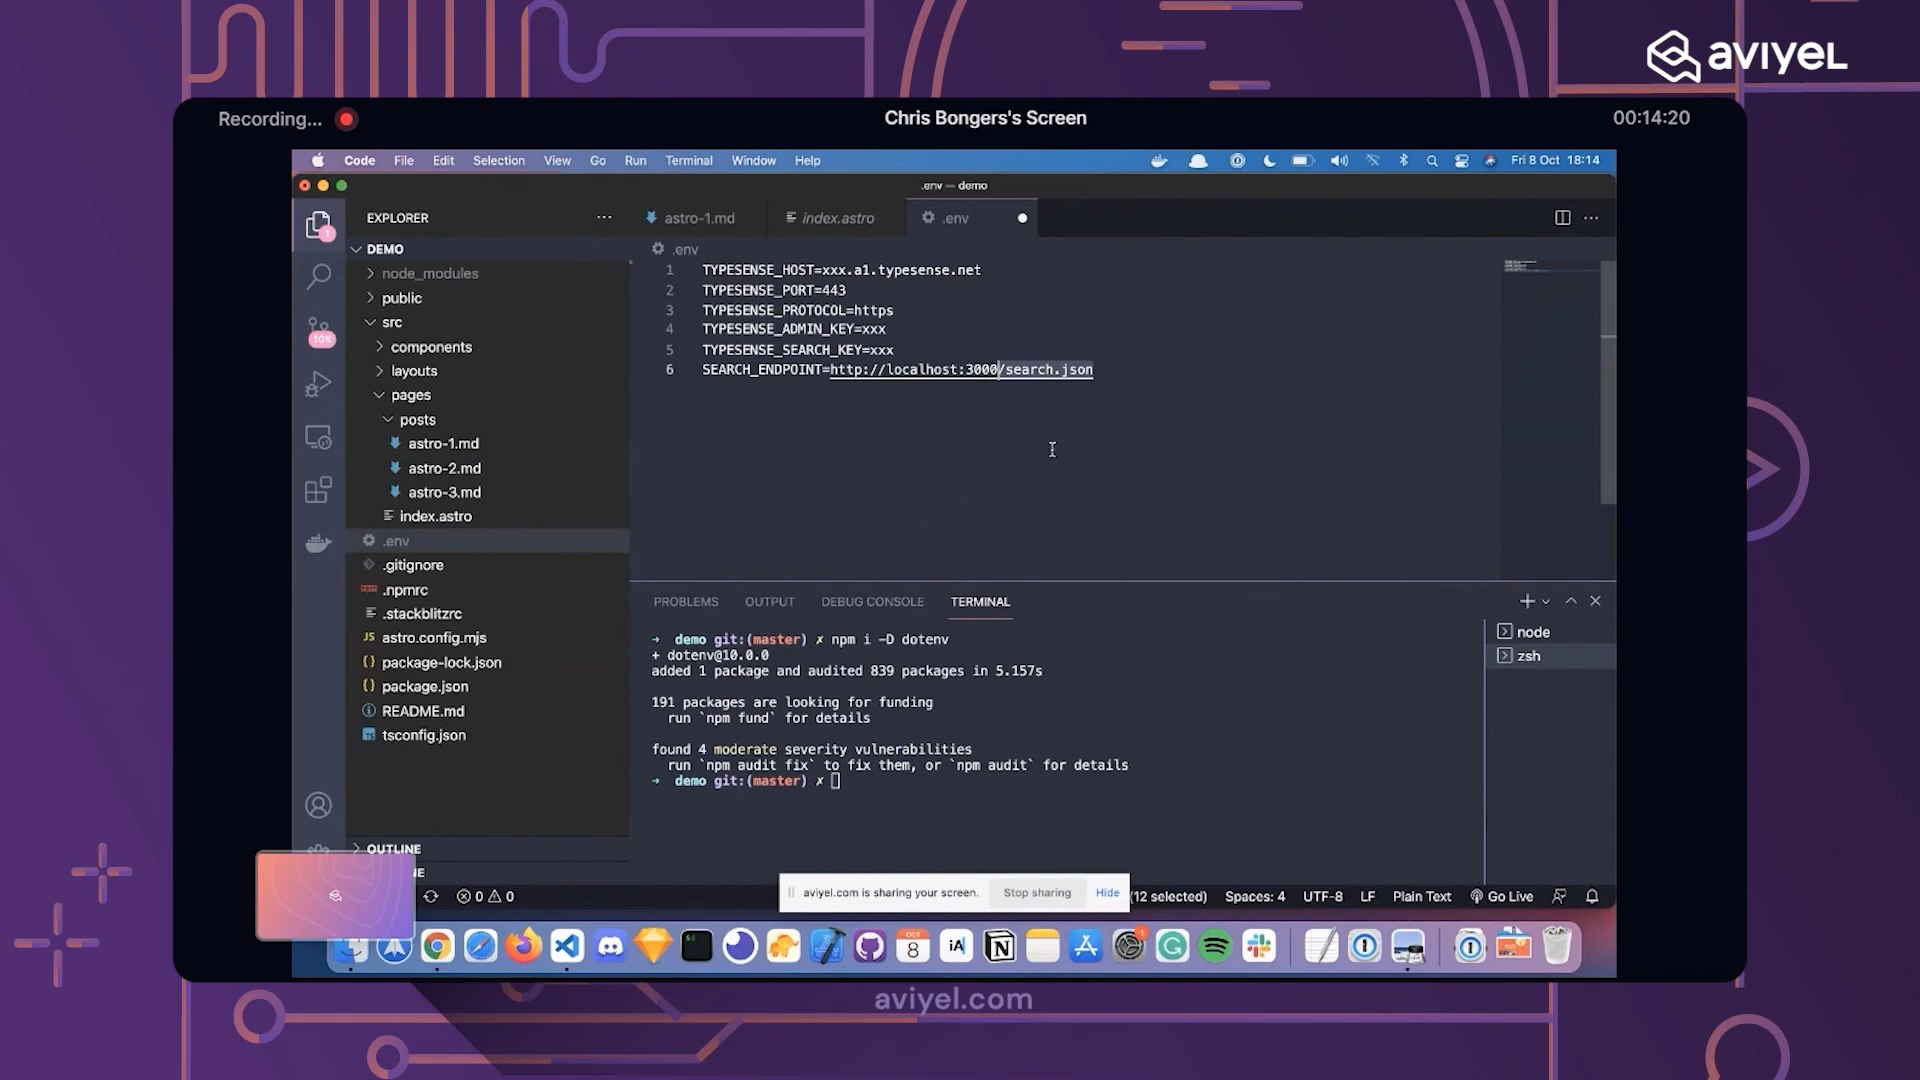 aviyel
Recording...
Chris Bongers's Screen
00:14:20
Code File Edit Selection View Go Run Terminal Window Help
Fri 8 Oct 18:14
.env — demo
EXPLORER
astro-1.md
index.astro
.env
1
DEMO
.env
node_modules
public
src
components
layouts
pages
posts
astro-1.md
astro-2.md
astro-3.md
index.astro
.env
.gitignore
.npmrc
.stackblitzrc
JS astro.config.mjs
{} package-lock.json
{} package.json
README.md
TS tsconfig.json
10K
1 TYPESENSE_HOST=xxx.a1.typesense.net
2 TYPESENSE_PORT=443
3 TYPESENSE_PROTOCOL=https
4 TYPESENSE_ADMIN_KEY=xxx
5 TYPESENSE_SEARCH_KEY=xxx
6 SEARCH_ENDPOINT=http://localhost:3000/search.json
PROBLEMS OUTPUT DEBUG CONSOLE TERMINAL
→ demo git:(master) ✗ npm i -D dotenv
+ dotenv@10.0.0
added 1 package and audited 839 packages in 5.157s
191 packages are looking for funding
run `npm fund` for details
found 4 moderate severity vulnerabilities
run `npm audit fix` to fix them, or `npm audit` for details
→ demo git:(master) ✗
node
zsh
OUTLINE
NE
0 0
aviyel.com is sharing your screen. Stop sharing Hide
(12 selected) Spaces: 4 UTF-8 LF Plain Text Go Live
OCT
8
iA
1
aviyel.com